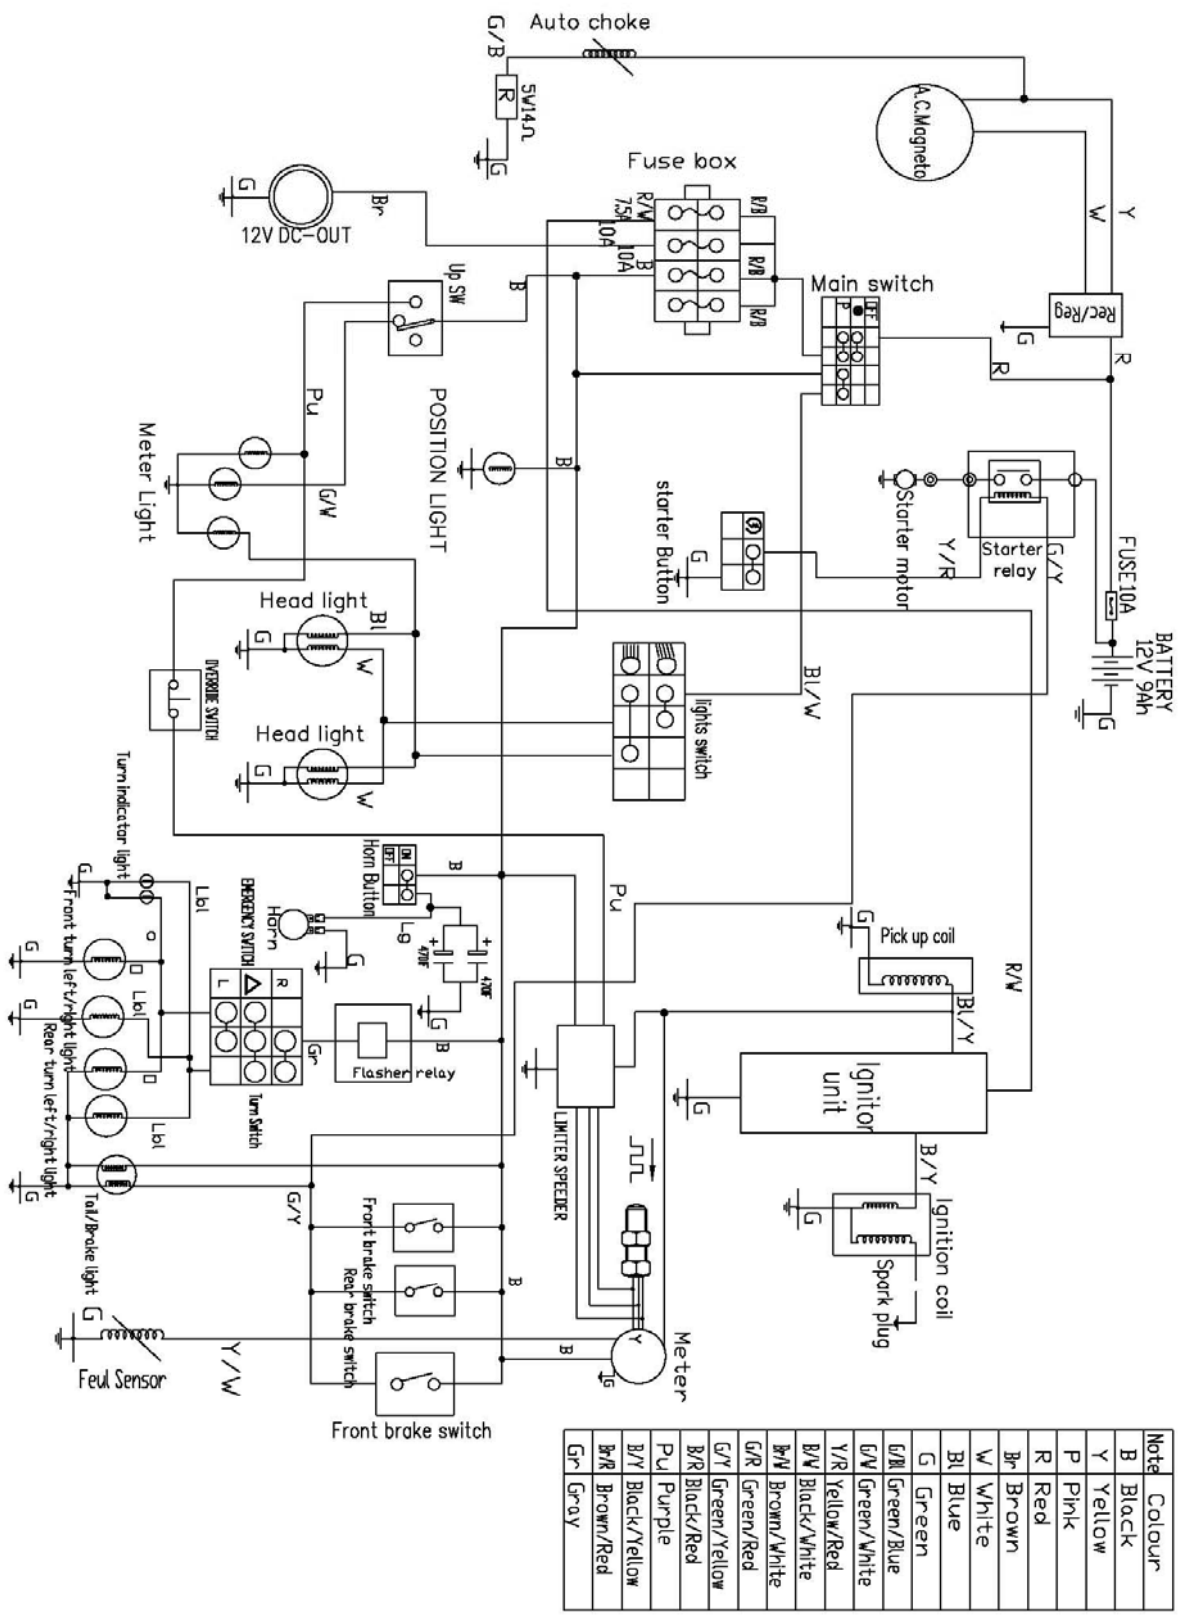 Auto choke
G/B
5W14Ω
R
G
A.C.Magneto
Y
W
Fuse box
R/W
7,5A
10A
10A
B
R/B
R/B
R/B
G
Br
12V DC-OUT
Up SW
B
Main switch
OFF
P
Rec/Reg
G
R
R
Pu
G/W
Meter Light
POSITION LIGHT
B
starter Button
G
Starter motor
Y/R
Starter
relay
G/Y
FUSE10A
BATTERY
12V 9Ah
G
Head light
Bl
G
W
Head light
G
W
OVERRIDE SWITCH
lights switch
Bl/W
Turn indicator light
G
Lbl
EMERGENCY SVITCH
Horn
G
Horn Button
ON
OFF
B
Lg
+
+
470F
470F
G
Pu
G
Pick up coil
R/W
Bl/Y
Front turn left/right light
G
Lbl
G
Rear turn left/right light
Lbl
L
R
Turn Switch
Gr
Flasher relay
B
LIMITER SPEEDER
Ignitor
unit
G
B/Y
Ignition coil
G
Spark plug
G
Tail/Brake light
G/Y
Front brake switch
Rear brake switch
B
G
Feul Sensor
Y/W
Front brake switch
B
Y
G
Meter
Note Colour
B Black
Y Yellow
P Pink
R Red
Br Brown
W White
Bl Blue
G Green
G/Bl Green/Blue
G/W Green/White
Y/R Yellow/Red
B/W Black/White
Br/W Brown/White
G/R Green/Red
G/Y Green/Yellow
B/R Black/Red
Pu Purple
B/Y Black/Yellow
Br/R Brown/Red
Gr Gray